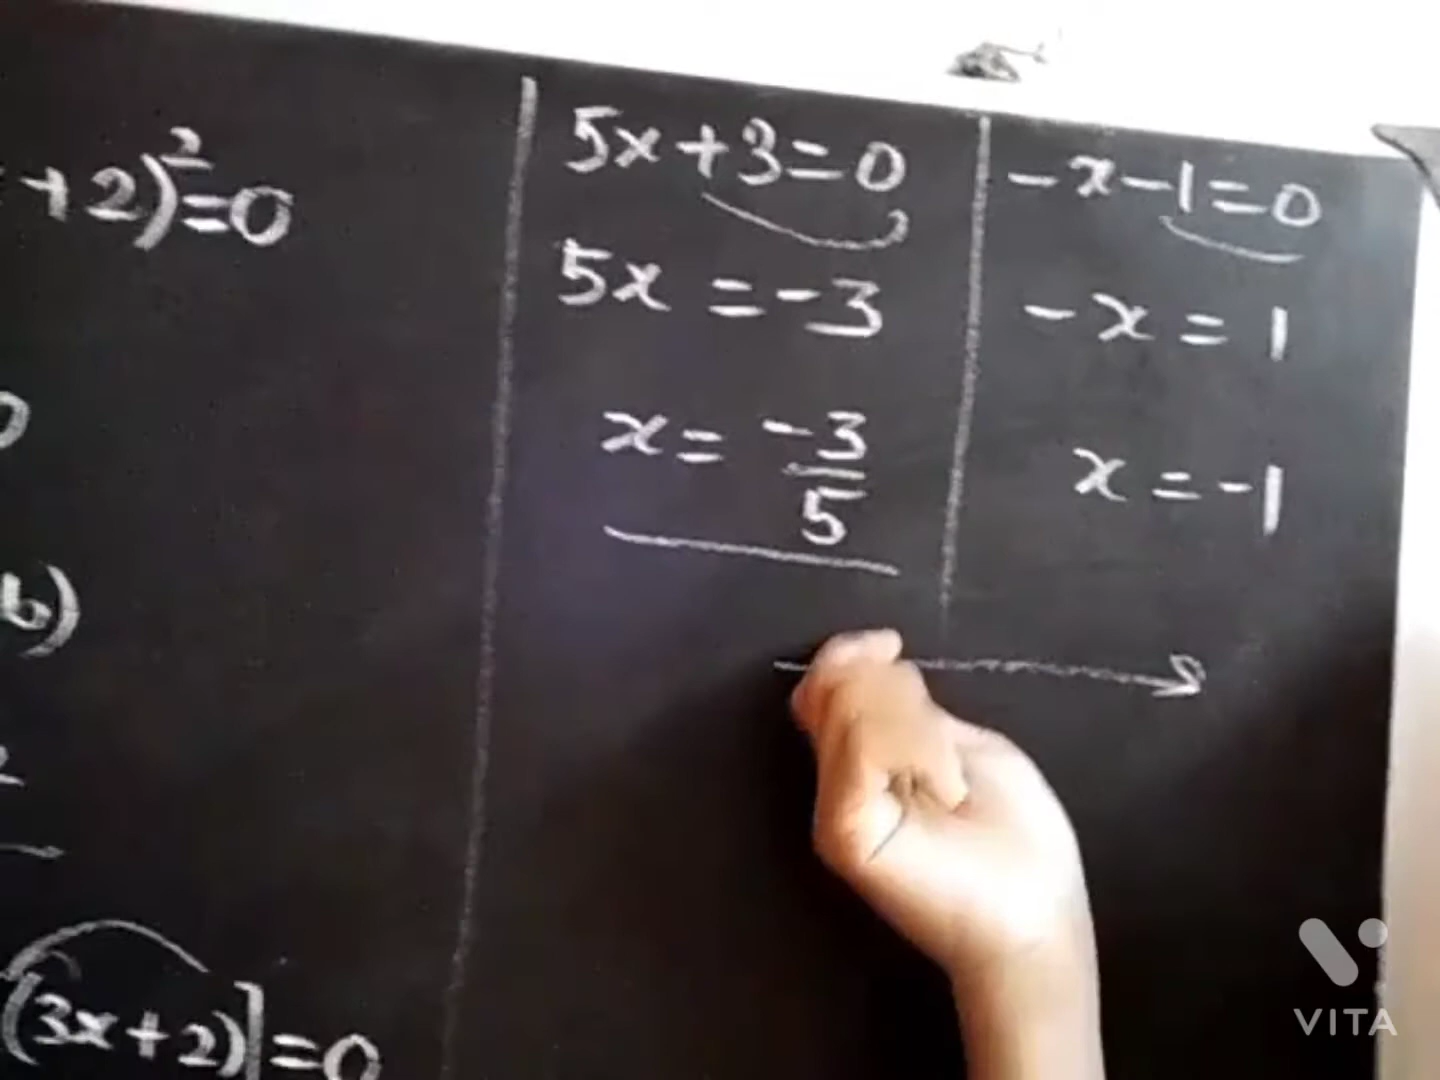 +2)²=0
b)
(3x+2)]=0
5x+3=0
5x=-3
x=-3/5
-x-1=0
-x=1
x=-1
VITA